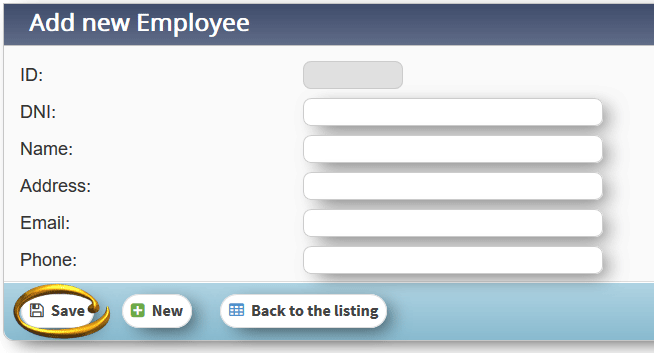 Add new Employee
ID:
DNI:
Name:
Address:
Email:
Phone:
Save New Back to the listing